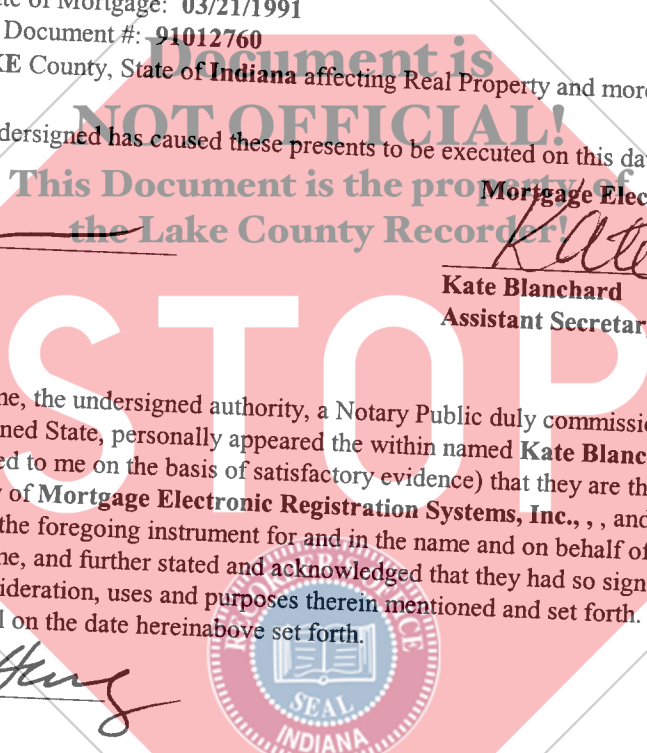 te of Mortgage: 03/21/1991
Document #: 91012760
KE County, State of Indiana affecting Real Property and more
Document is
NOT OFFICIAL!
This Document is the property of
the Lake County Recorder!
dersigned has caused these presents to be executed on this da
Mortgage Elec
Kate
Kate Blanchard
Assistant Secretar
STOP
ne, the undersigned authority, a Notary Public duly commissi
ned State, personally appeared the within named Kate Blanc
ed to me on the basis of satisfactory evidence) that they are th
y of Mortgage Electronic Registration Systems, Inc., , , and
the foregoing instrument for and in the name and on behalf of
ne, and further stated and acknowledged that they had so sign
ideration, uses and purposes therein mentioned and set forth.
l on the date hereinabove set forth.
RECORDER'S OFFICE
SEAL
INDIANA